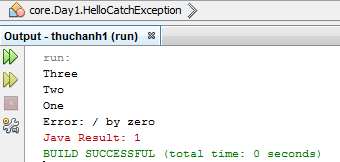 core.Day1.HelloCatchException
Output - thuchanh1 (run)
run:
Three
Two
One
Error: / by zero
Java Result: 1
BUILD SUCCESSFUL (total time: 0 seconds)